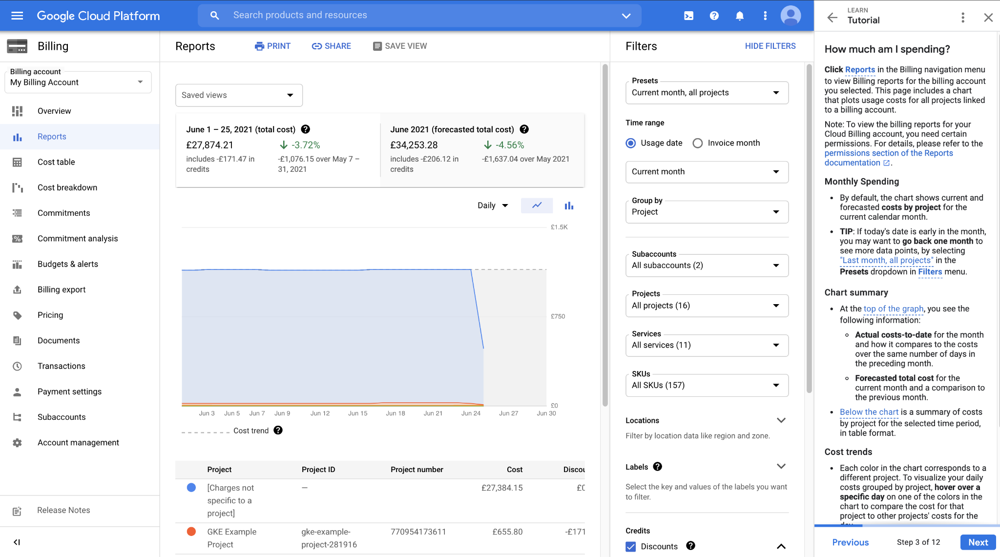 Google Cloud Platform
Search products and resources
Billing
Billing account
My Billing Account
Overview
Reports
Cost table
Cost breakdown
Commitments
Commitment analysis
Budgets & alerts
Billing export
Pricing
Documents
Transactions
Payment settings
Subaccounts
Account management
Release Notes
Reports
PRINT
SHARE
SAVE VIEW
Saved views
June 1 – 25, 2021 (total cost)
£27,874.21
-3.72%
includes -£171.47 in
credits
-£1,076.15 over May 7 –
31, 2021
June 2021 (forecasted total cost)
£34,253.28
-4.56%
includes -£206.12 in
credits
-£1,637.04 over May 2021
Daily
£1.5K
£750
£0
Jun 3 Jun 5 Jun 7 Jun 9 Jun 12 Jun 15 Jun 18 Jun 21 Jun 24 Jun 27 Jun 30
Cost trend
Project Project ID Project number Cost Discou
[Charges not
specific to a
project]
— £27,384.15 £0
GKE Example
Project
gke-example-
project-281916
770954173611 £655.80 -£171
Filters
HIDE FILTERS
Presets
Current month, all projects
Time range
Usage date
Invoice month
Current month
Group by
Project
Subaccounts
All subaccounts (2)
Projects
All projects (16)
Services
All services (11)
SKUs
All SKUs (157)
Locations
Filter by location data like region and zone.
Labels
Select the key and values of the labels you want
to filter.
Credits
Discounts
LEARN
Tutorial
How much am I spending?
Click Reports in the Billing navigation menu
to view Billing reports for the billing account
you selected. This page includes a chart
that plots usage costs for all projects linked
to a billing account.
Note: To view the billing reports for your
Cloud Billing account, you need certain
permissions. For details, please refer to the
permissions section of the Reports
documentation .
Monthly Spending
• By default, the chart shows current and
forecasted costs by project for the
current calendar month.
• TIP: If today's date is early in the month,
you may want to go back one month to
see more data points, by selecting
"Last month, all projects" in the
Presets dropdown in Filters menu.
Chart summary
• At the top of the graph, you see the
following information:
Actual costs-to-date for the month
and how it compares to the costs
over the same number of days in
the preceding month.
Forecasted total cost for the
current month and a comparison to
the previous month.
• Below the chart is a summary of costs
by project for the selected time period,
in table format.
Cost trends
• Each color in the chart corresponds to a
different project. To visualize your daily
costs grouped by project, hover over a
specific day on one of the colors in the
chart to compare the cost for that
project to other projects' costs for the
day.
Previous
Step 3 of 12
Next